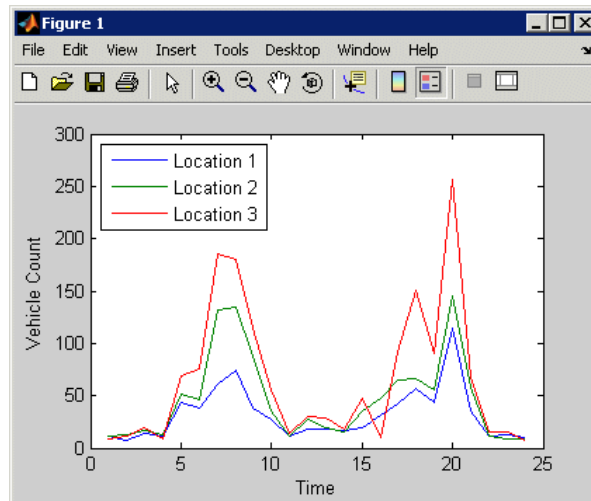 Figure 1
File Edit View Insert Tools Desktop Window Help
300
250
200
150
100
50
0
Vehicle Count
Location 1
Location 2
Location 3
0 5 10 15 20 25
Time